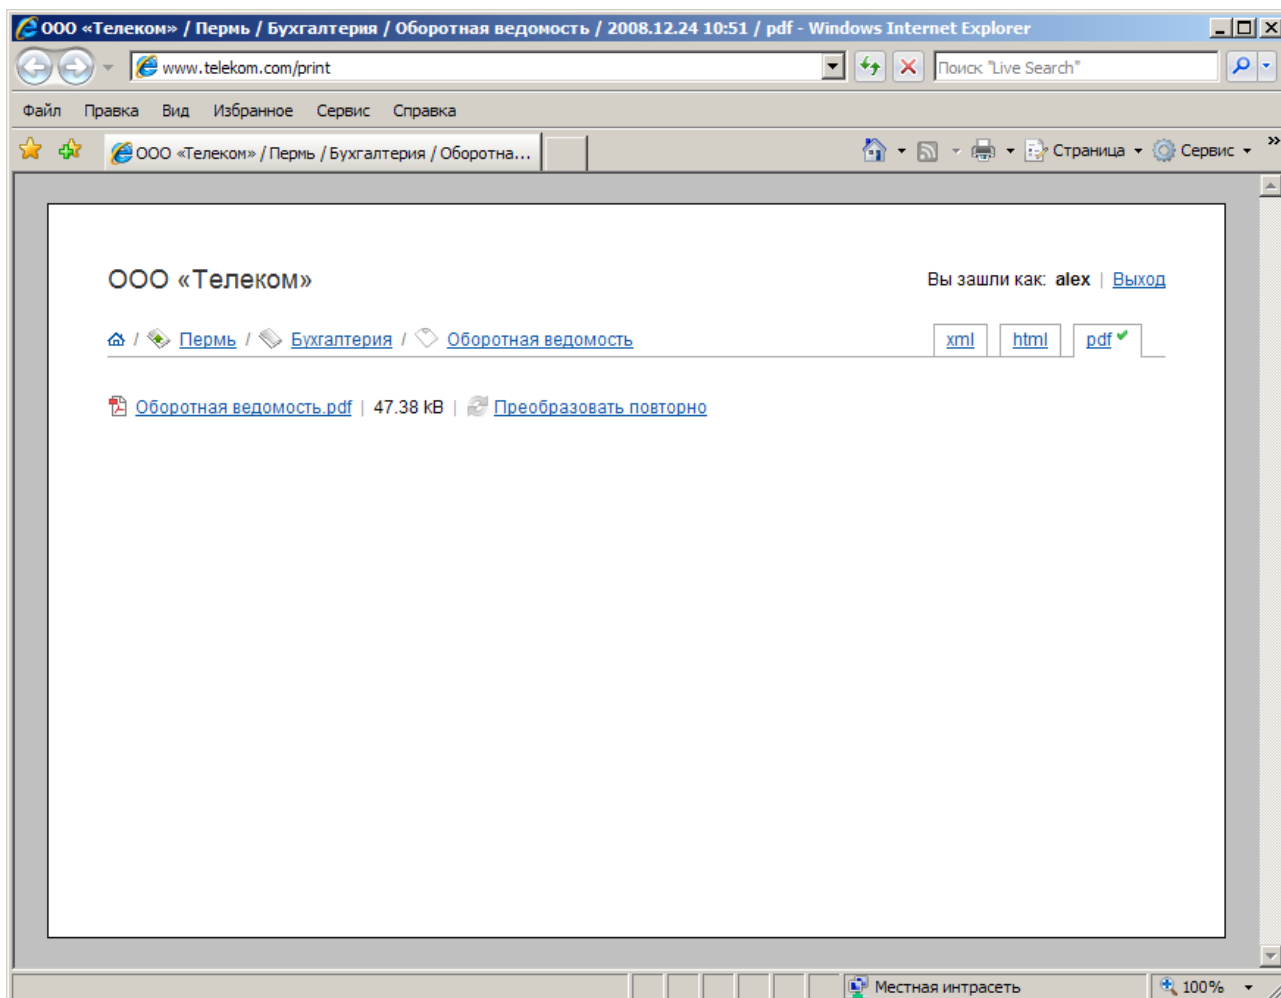 ООО «Телеком» / Пермь / Бухгалтерия / Оборотная ведомость / 2008.12.24 10:51 / pdf - Windows Internet Explorer
www.telekom.com/print
Поиск "Live Search"
Файл Правка Вид Избранное Сервис Справка
ООО «Телеком» / Пермь / Бухгалтерия / Оборотна...
Страница Сервис »
ООО «Телеком»
Вы зашли как: alex | Выход
/ Пермь / Бухгалтерия / Оборотная ведомость
xml html pdf
Оборотная ведомость.pdf | 47.38 kB | Преобразовать повторно
Местная интрасеть 100%